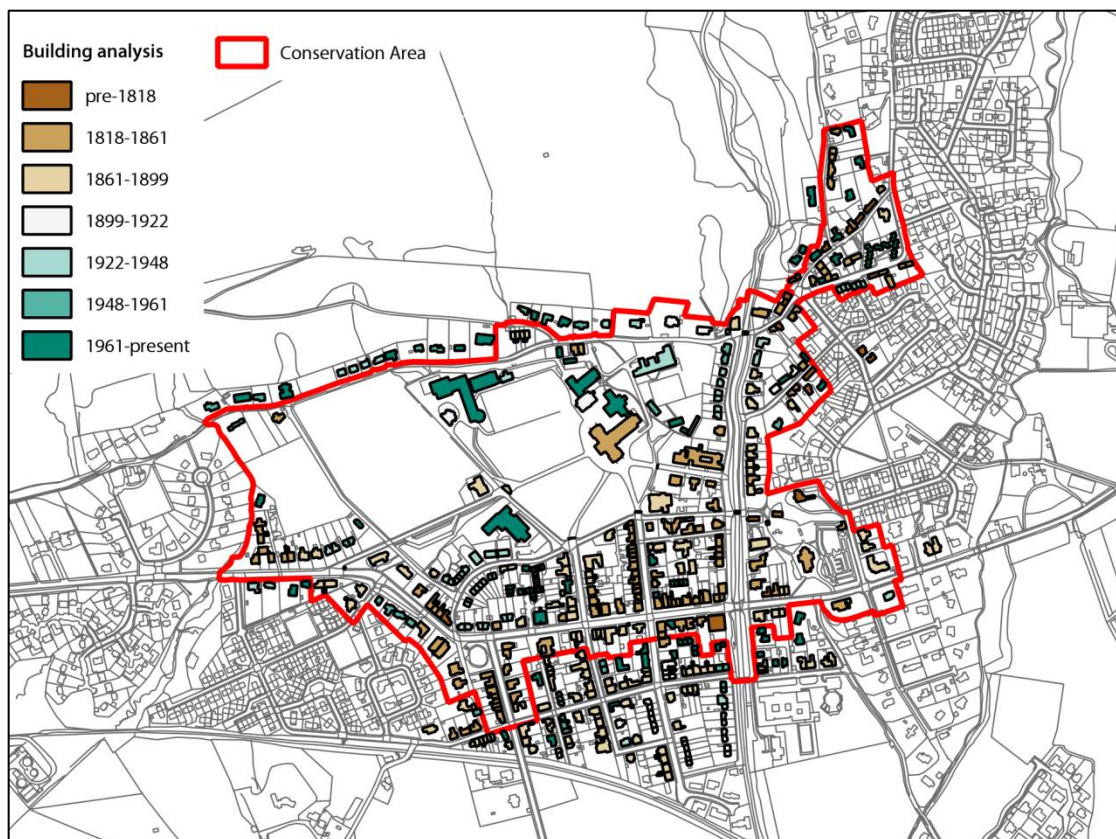 Building analysis
Conservation Area
pre-1818
1818-1861
1861-1899
1899-1922
1922-1948
1948-1961
1961-present